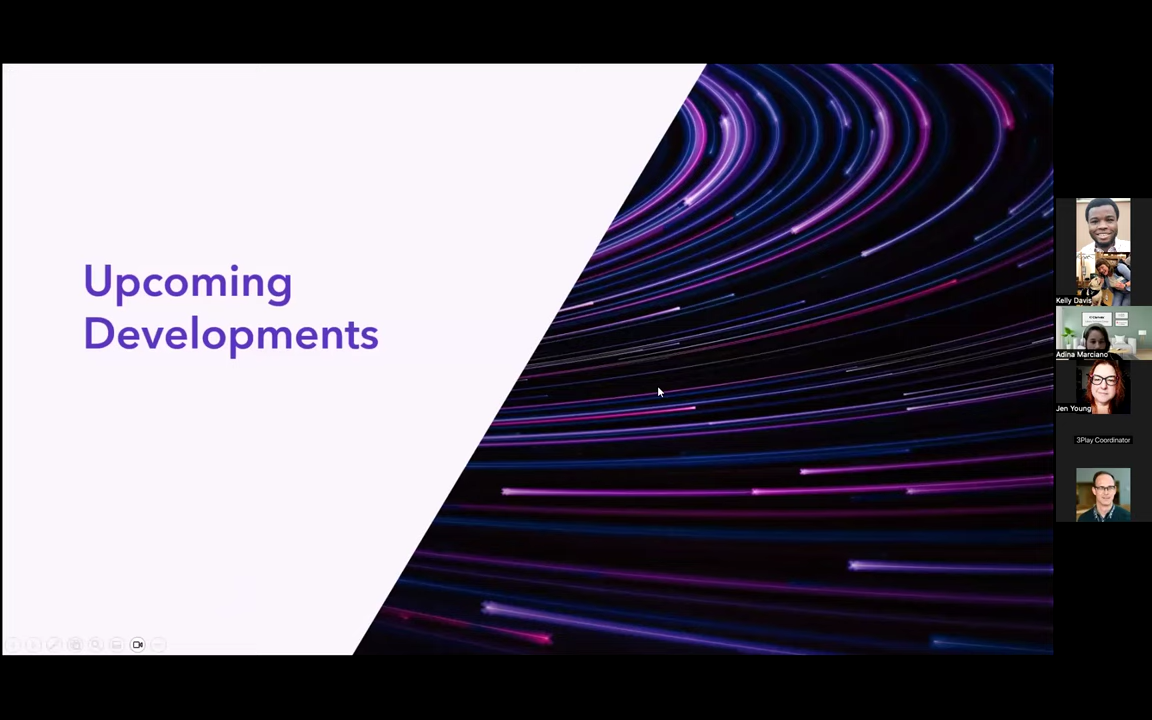 Upcoming
Developments
Kelly Davis
Adina Marciano
Jen Young
3Play Coordinator